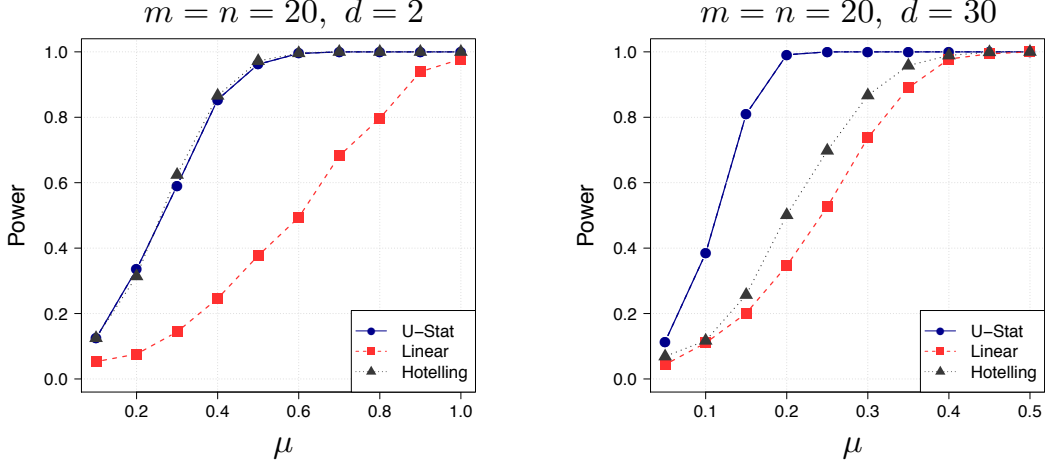 m = n = 20, d = 2
Power
1.0
0.8
0.6
0.4
0.2
0.0
U−Stat
Linear
Hotelling
0.2 0.4 0.6 0.8 1.0
μ
m = n = 20, d = 30
Power
1.0
0.8
0.6
0.4
0.2
0.0
U−Stat
Linear
Hotelling
0.1 0.2 0.3 0.4 0.5
μ